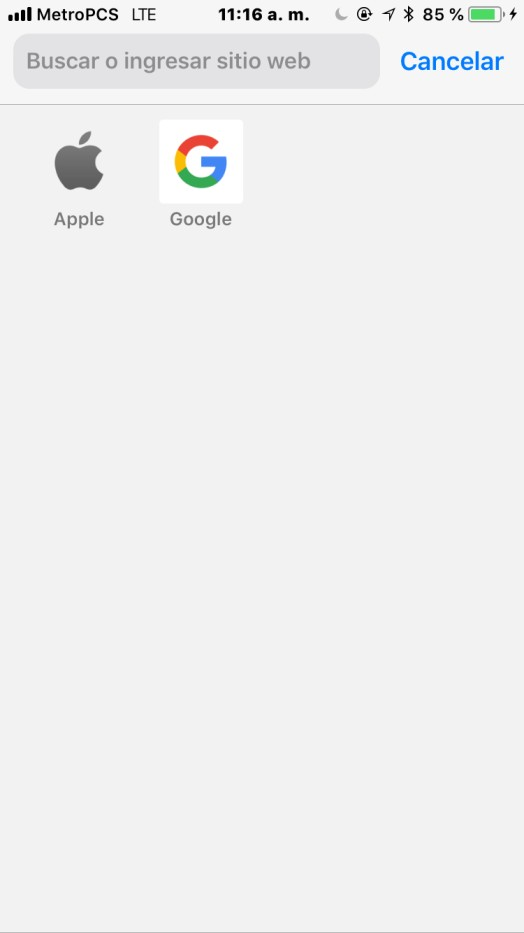 MetroPCS LTE 11:16 a. m. 85 %
Buscar o ingresar sitio web Cancelar
Apple Google